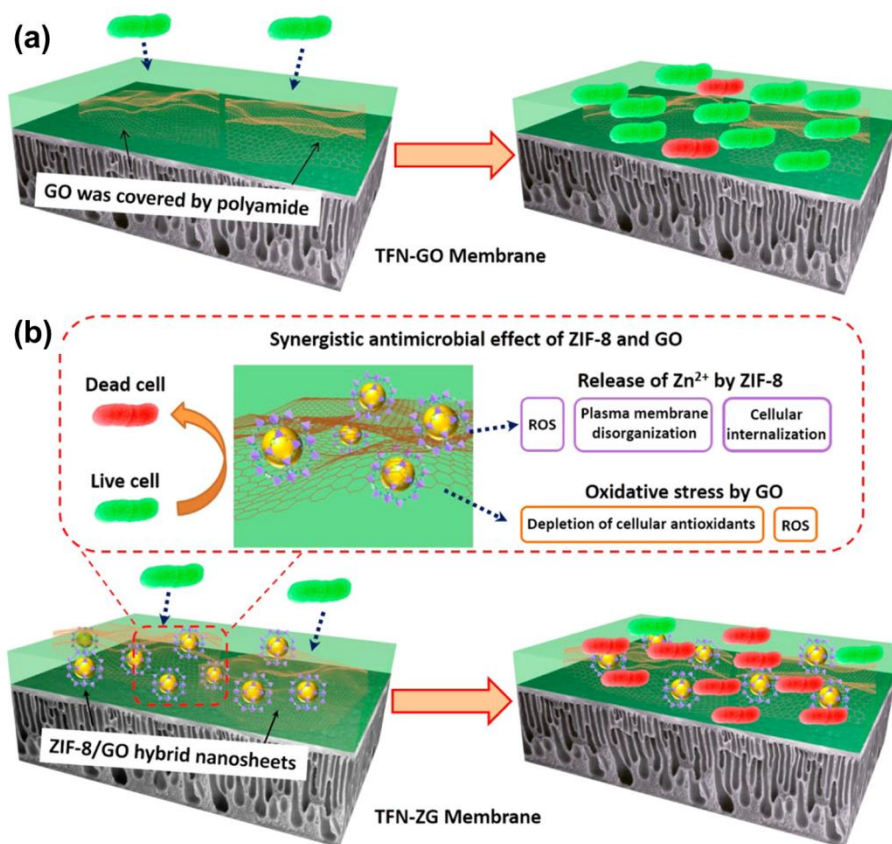 (a)
GO was covered by polyamide
TFN-GO Membrane
(b)
Synergistic antimicrobial effect of ZIF-8 and GO
Dead cell
Live cell
Release of Zn²⁺ by ZIF-8
ROS
Plasma membrane
disorganization
Cellular
internalization
Oxidative stress by GO
Depletion of cellular antioxidants
ROS
ZIF-8/GO hybrid nanosheets
TFN-ZG Membrane